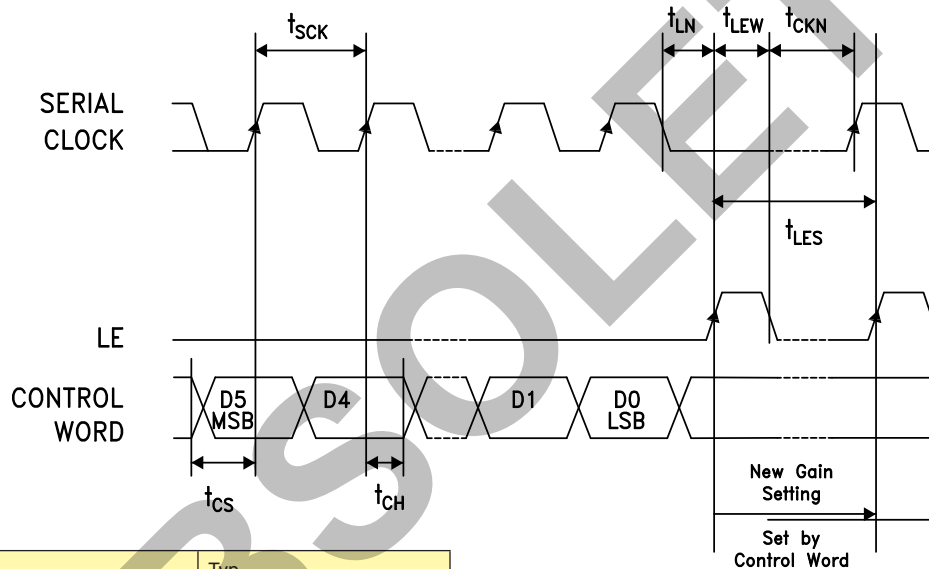 tSCK
tLN tLEW tCKN
SERIAL
CLOCK
tLES
LE
CONTROL
WORD
D5
MSB
D4
D1
D0
LSB
tCS
tCH
New Gain
Setting
Set by
Control Word